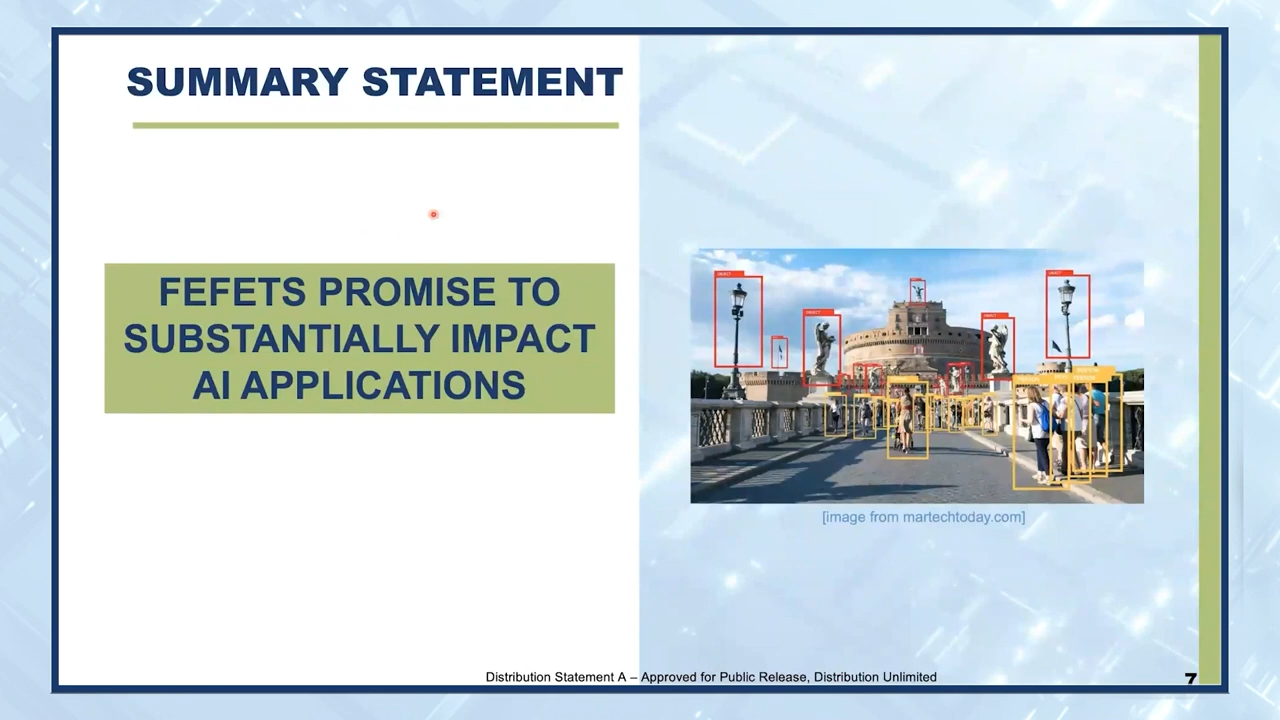 SUMMARY STATEMENT
FEFETS PROMISE TO
SUBSTANTIALLY IMPACT
AI APPLICATIONS
[image from martechtoday.com]
Distribution Statement A – Approved for Public Release, Distribution Unlimited
7